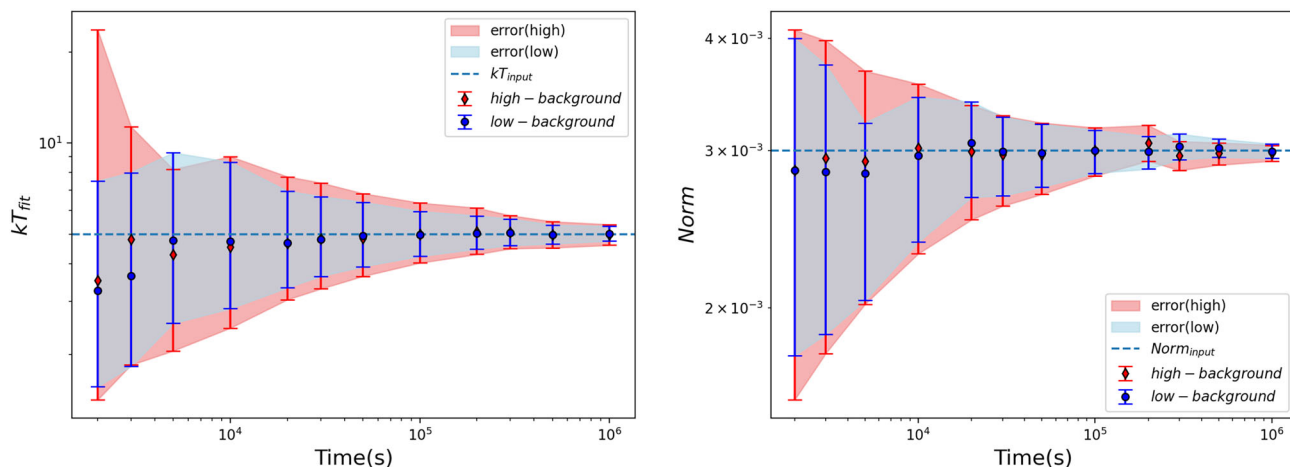 error(high)
error(low)
kT_input
high − background
low − background
10^1
kT_fit
10^4
10^5
10^6
Time(s)
4 × 10^−3
3 × 10^−3
2 × 10^−3
Norm
error(high)
error(low)
Norm_input
high − background
low − background
10^4
10^5
10^6
Time(s)